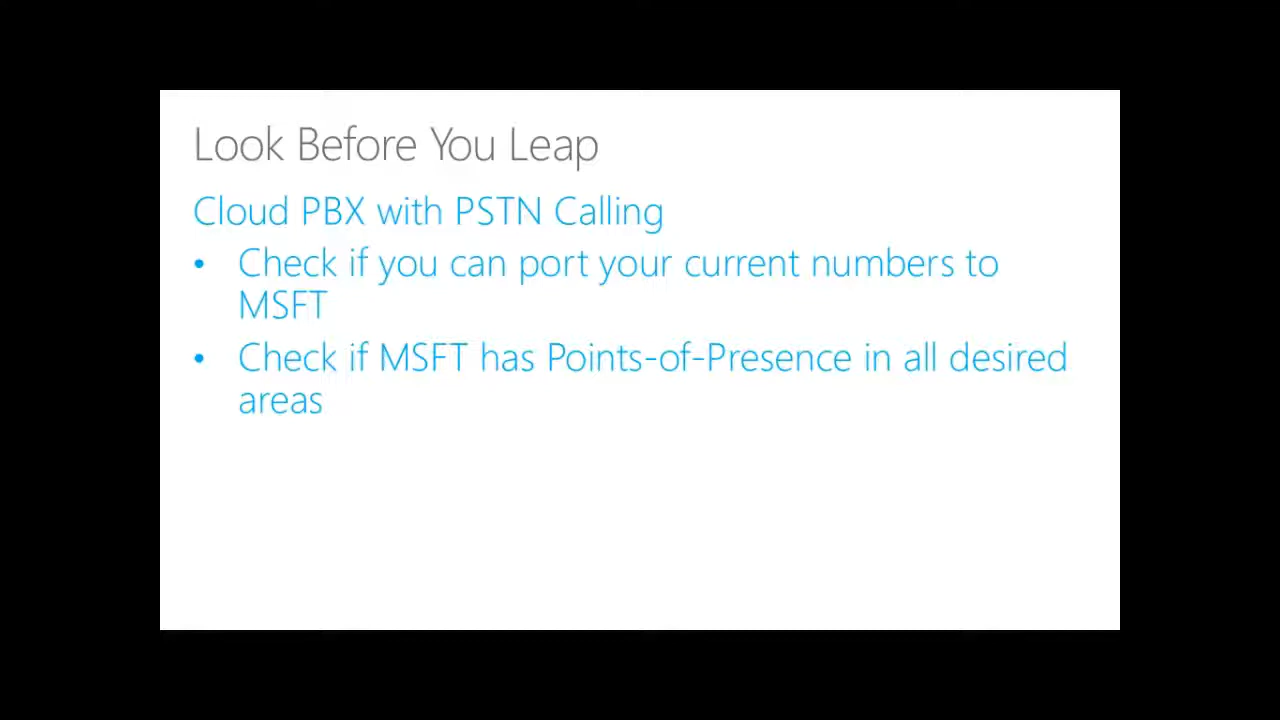 Look Before You Leap
Cloud PBX with PSTN Calling
• Check if you can port your current numbers to
MSFT
• Check if MSFT has Points-of-Presence in all desired
areas